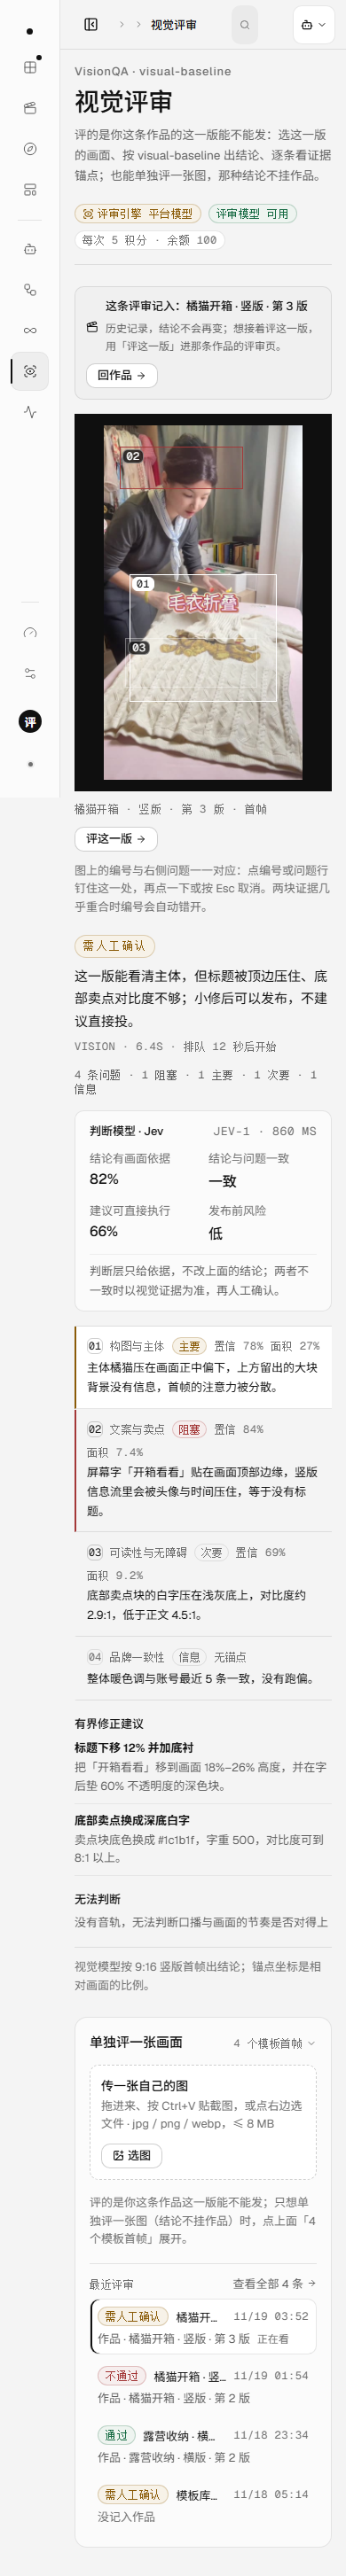 视觉评审
VisionQA · visual-baseline
视觉评审
评的是你这条作品的这一版能不能发：选这一
版的画面、按 visual-baseline 出结论、逐条看证据
锚点；也能单独评一张图，那种结论不挂作品。
评审引擎 平台模型
评审模型 可用
每次 5 积分 · 余额 100
这条评审记入：橘猫开箱 · 竖版 · 第 3 版
历史记录，结论不会再变；想接着评这一版，
用「评这一版」进那条作品的评审页。
回作品 →
02
01
毛衣折叠
03
橘猫开箱 · 竖版 · 第 3 版 · 首帧
评这一版 →
图上的编号与右侧问题一一对应：点编号或问题行
钉住这一处，再点一下或按 Esc 取消。两块证据几
乎重合时编号会自动错开。
需人工确认
这一版能看清主体，但标题被顶边压住、底
部卖点对比度不够；小修后可以发布，不建
议直接投。
VISION · 6.4S · 排队 12 秒后开始
4 条问题 · 1 阻塞 · 1 主要 · 1 次要 · 1
信息
判断模型 · Jev
JEV-1 · 860 MS
结论有画面依据
结论与问题一致
82%
一致
建议可直接执行
发布前风险
66%
低
判断层只给依据，不改上面的结论；两者不
一致时以视觉证据为准，再人工确认。
01 构图与主体 主要 置信 78% 面积 27%
主体橘猫压在画面正中偏下，上方留出的大块
背景没有信息，首帧的注意力被分散。
02 文案与卖点 阻塞 置信 84%
面积 7.4%
屏幕字「开箱看看」贴在画面顶部边缘，竖版
信息流里会被头像与时间压住，等于没有标
题。
03 可读性与无障碍 次要 置信 69%
面积 9.2%
底部卖点块的白字压在浅灰底上，对比度约
2.9:1，低于正文 4.5:1。
04 品牌一致性 信息 无锚点
整体暖色调与账号最近 5 条一致，没有跑偏。
有界修正建议
标题下移 12% 并加底衬
把「开箱看看」移到画面 18%–26% 高度，并在字
后垫 60% 不透明度的深色块。
底部卖点换成深底白字
卖点块底色换成 #1c1b1f，字重 500，对比度可到
8:1 以上。
无法判断
没有音轨，无法判断口播与画面的节奏是否对得上
视觉模型按 9:16 竖版首帧出结论；锚点坐标是相
对画面的比例。
单独评一张画面
4 个模板首帧
传一张自己的图
拖进来、按 Ctrl+V 贴截图，或点右边选
文件 · jpg / png / webp，≤ 8 MB
选图
评的是你这条作品这一版能不能发；只想单
独评一张图（结论不挂作品）时，点上面「4
个模板首帧」展开。
最近评审
查看全部 4 条 →
需人工确认 橘猫开… 11/19 03:52
作品 · 橘猫开箱 · 竖版 · 第 3 版 正在看
不通过 橘猫开箱 · 竖… 11/19 01:54
作品 · 橘猫开箱 · 竖版 · 第 2 版
通过 露营收纳 · 横… 11/18 23:34
作品 · 露营收纳 · 横版 · 第 2 版
需人工确认 模板库… 11/18 05:14
没记入作品
评